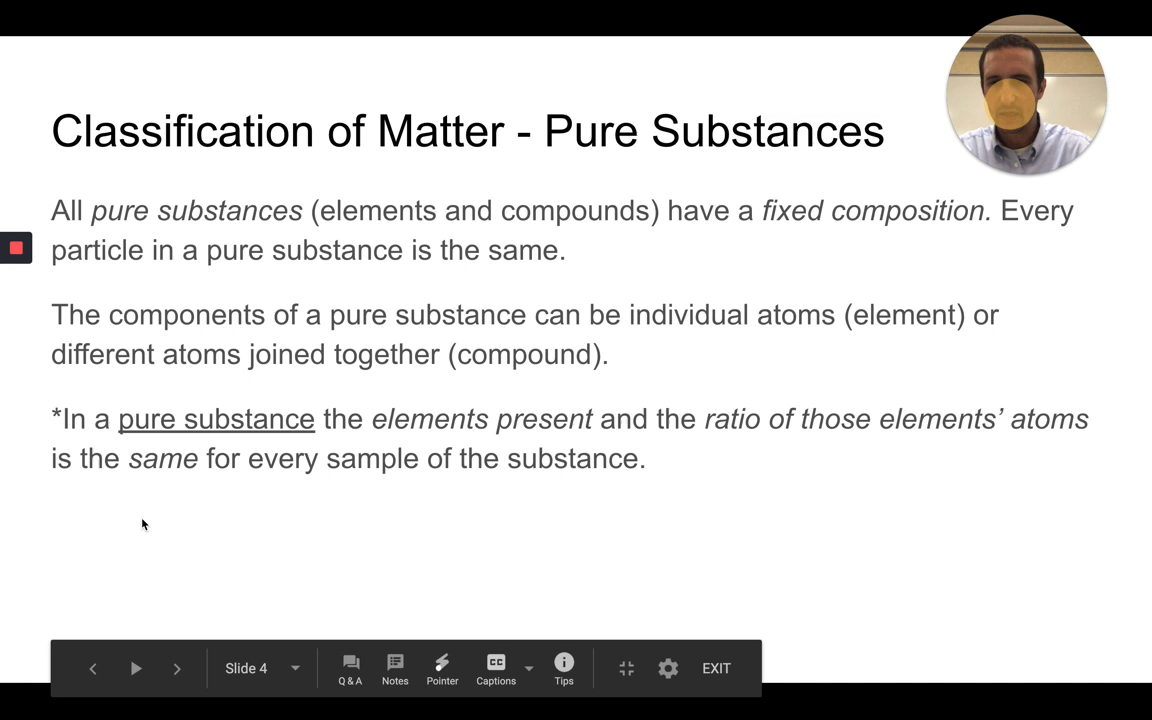 Classification of Matter - Pure Substances
All pure substances (elements and compounds) have a fixed composition. Every
particle in a pure substance is the same.
The components of a pure substance can be individual atoms (element) or
different atoms joined together (compound).
*In a pure substance the elements present and the ratio of those elements’ atoms
is the same for every sample of the substance.
Slide 4
Q & A
Notes
Pointer
CC
Captions
Tips
EXIT